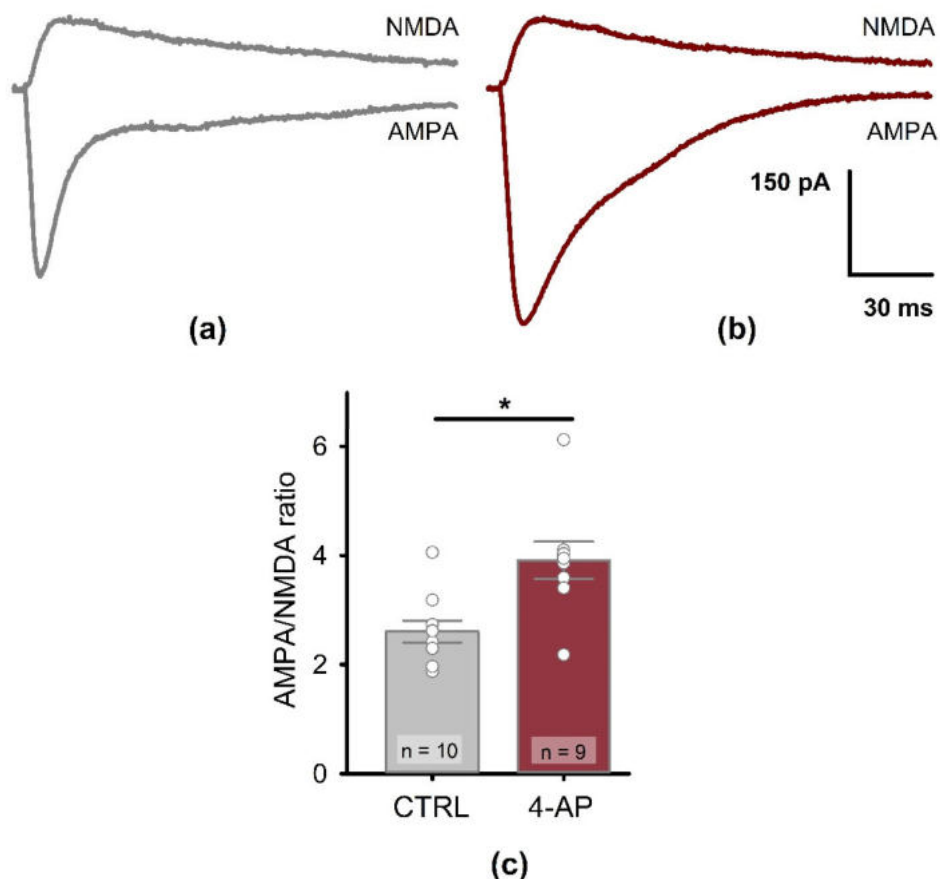 NMDA
AMPA
(a)
NMDA
AMPA
150 pA
30 ms
(b)
*
AMPA/NMDA ratio
6
4
2
0
n = 10
n = 9
CTRL
4-AP
(c)